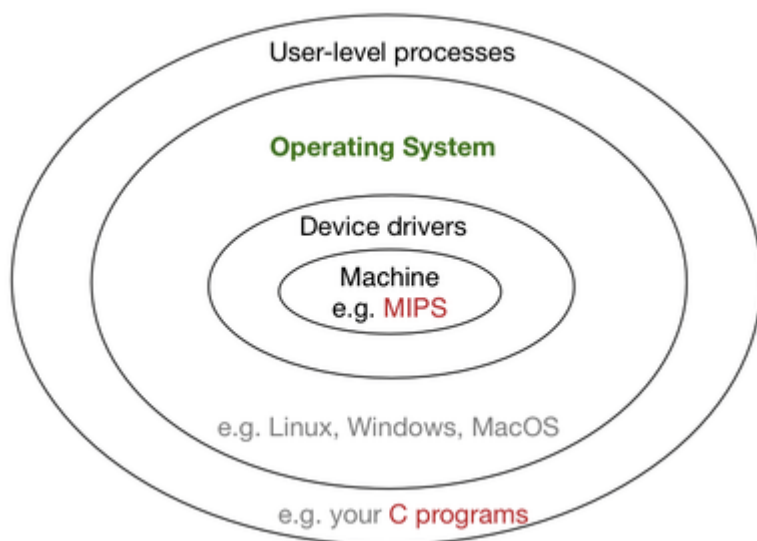 User-level processes
Operating System
Device drivers
Machine
e.g. MIPS
e.g. Linux, Windows, MacOS
e.g. your C programs